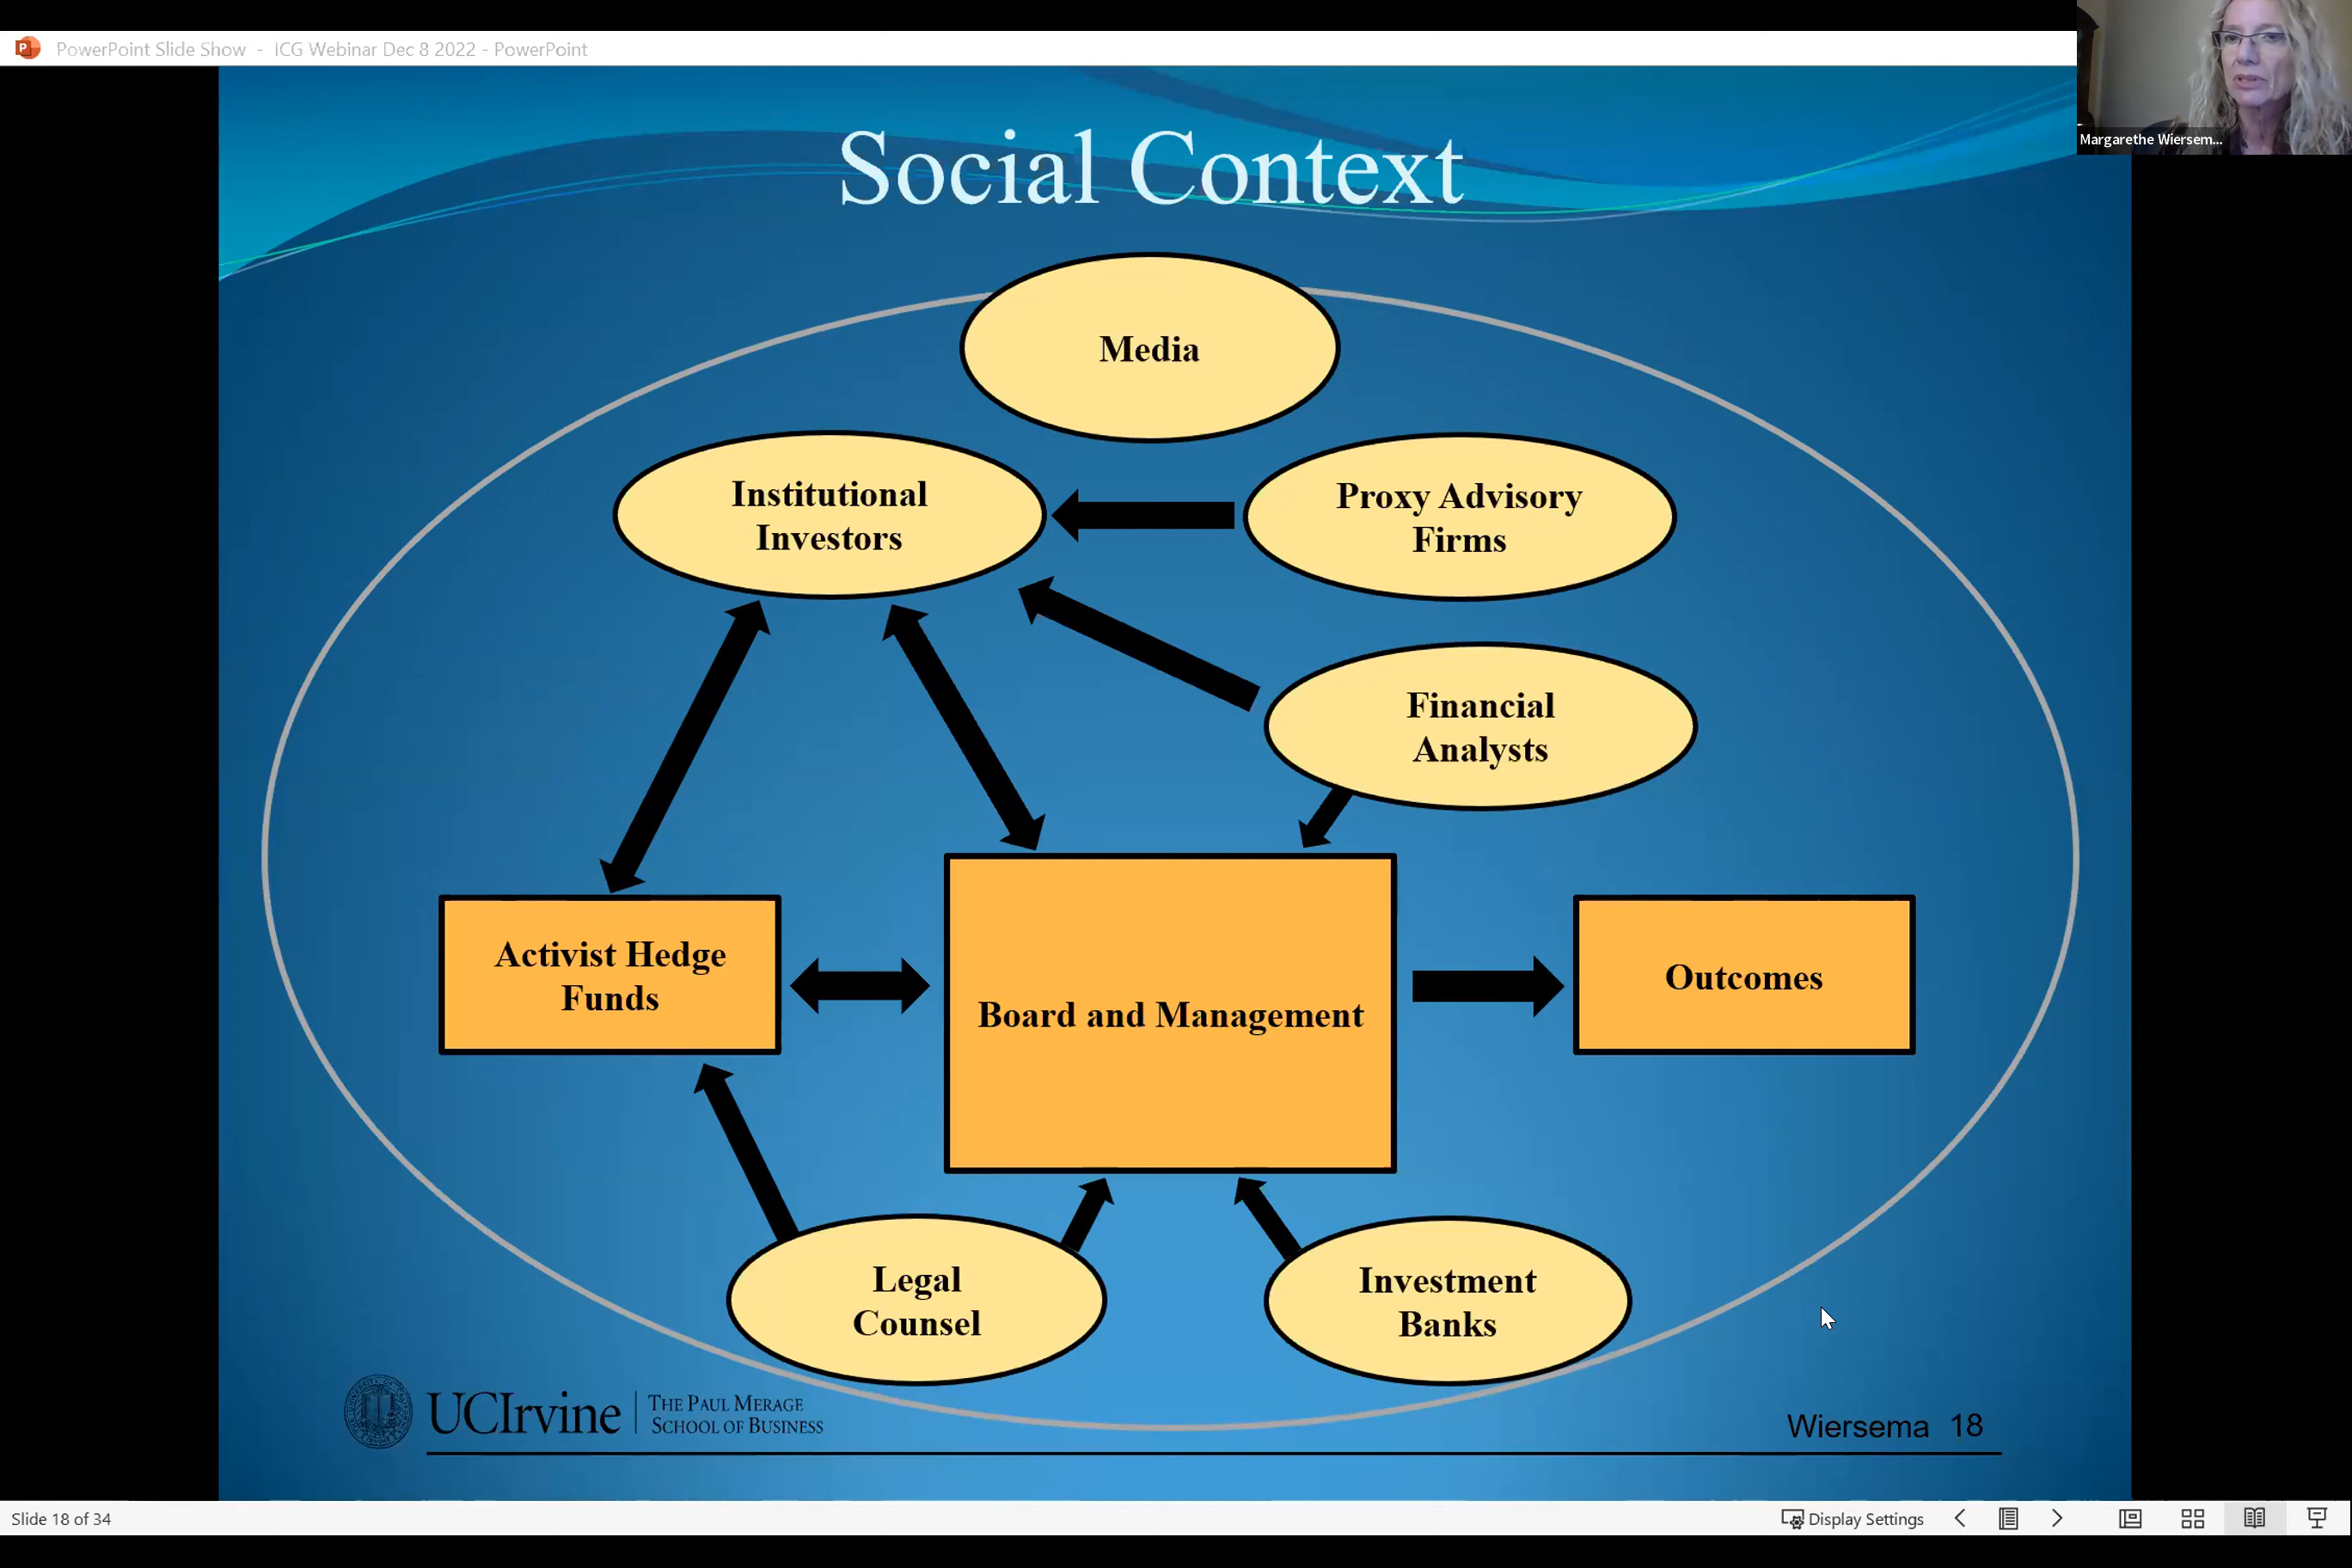 PowerPoint Slide Show - ICG Webinar Dec 8 2022 - PowerPoint
Margarethe Wiersem...
Social Context
Media
Institutional
Investors
Proxy Advisory
Firms
Financial
Analysts
Activist Hedge
Funds
Board and Management
Outcomes
Legal
Counsel
Investment
Banks
UCIrvine
THE PAUL MERAGE
SCHOOL OF BUSINESS
Wiersema 18
Slide 18 of 34
Display Settings